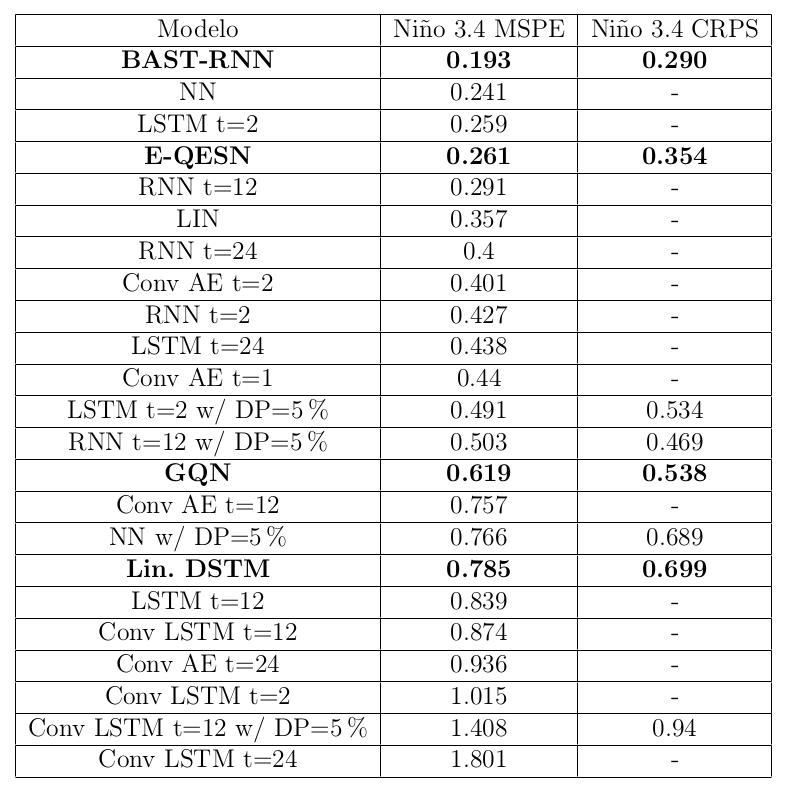 Modelo Niño 3.4 MSPE Niño 3.4 CRPS
BAST-RNN 0.193 0.290
NN 0.241 -
LSTM t=2 0.259 -
E-QESN 0.261 0.354
RNN t=12 0.291 -
LIN 0.357 -
RNN t=24 0.4 -
Conv AE t=2 0.401 -
RNN t=2 0.427 -
LSTM t=24 0.438 -
Conv AE t=1 0.44 -
LSTM t=2 w/ DP=5 % 0.491 0.534
RNN t=12 w/ DP=5 % 0.503 0.469
GQN 0.619 0.538
Conv AE t=12 0.757 -
NN w/ DP=5 % 0.766 0.689
Lin. DSTM 0.785 0.699
LSTM t=12 0.839 -
Conv LSTM t=12 0.874 -
Conv AE t=24 0.936 -
Conv LSTM t=2 1.015 -
Conv LSTM t=12 w/ DP=5 % 1.408 0.94
Conv LSTM t=24 1.801 -